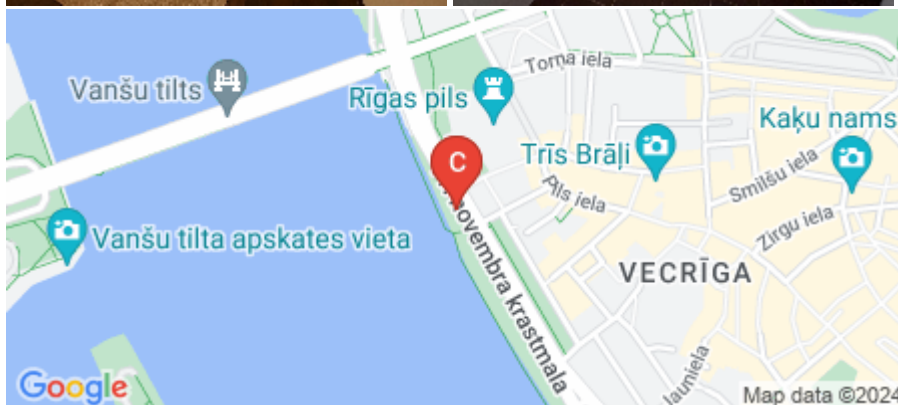 Torņa iela
Vanšu tilts
Rīgas pils
Kaķu nams
C
Trīs Brāļi
Smilšu iela
Pils iela
Zirgu iela
Vanšu tilta apskates vieta
novembra krastmala
VECRĪGA
Jauniela
Google
Map data ©2024